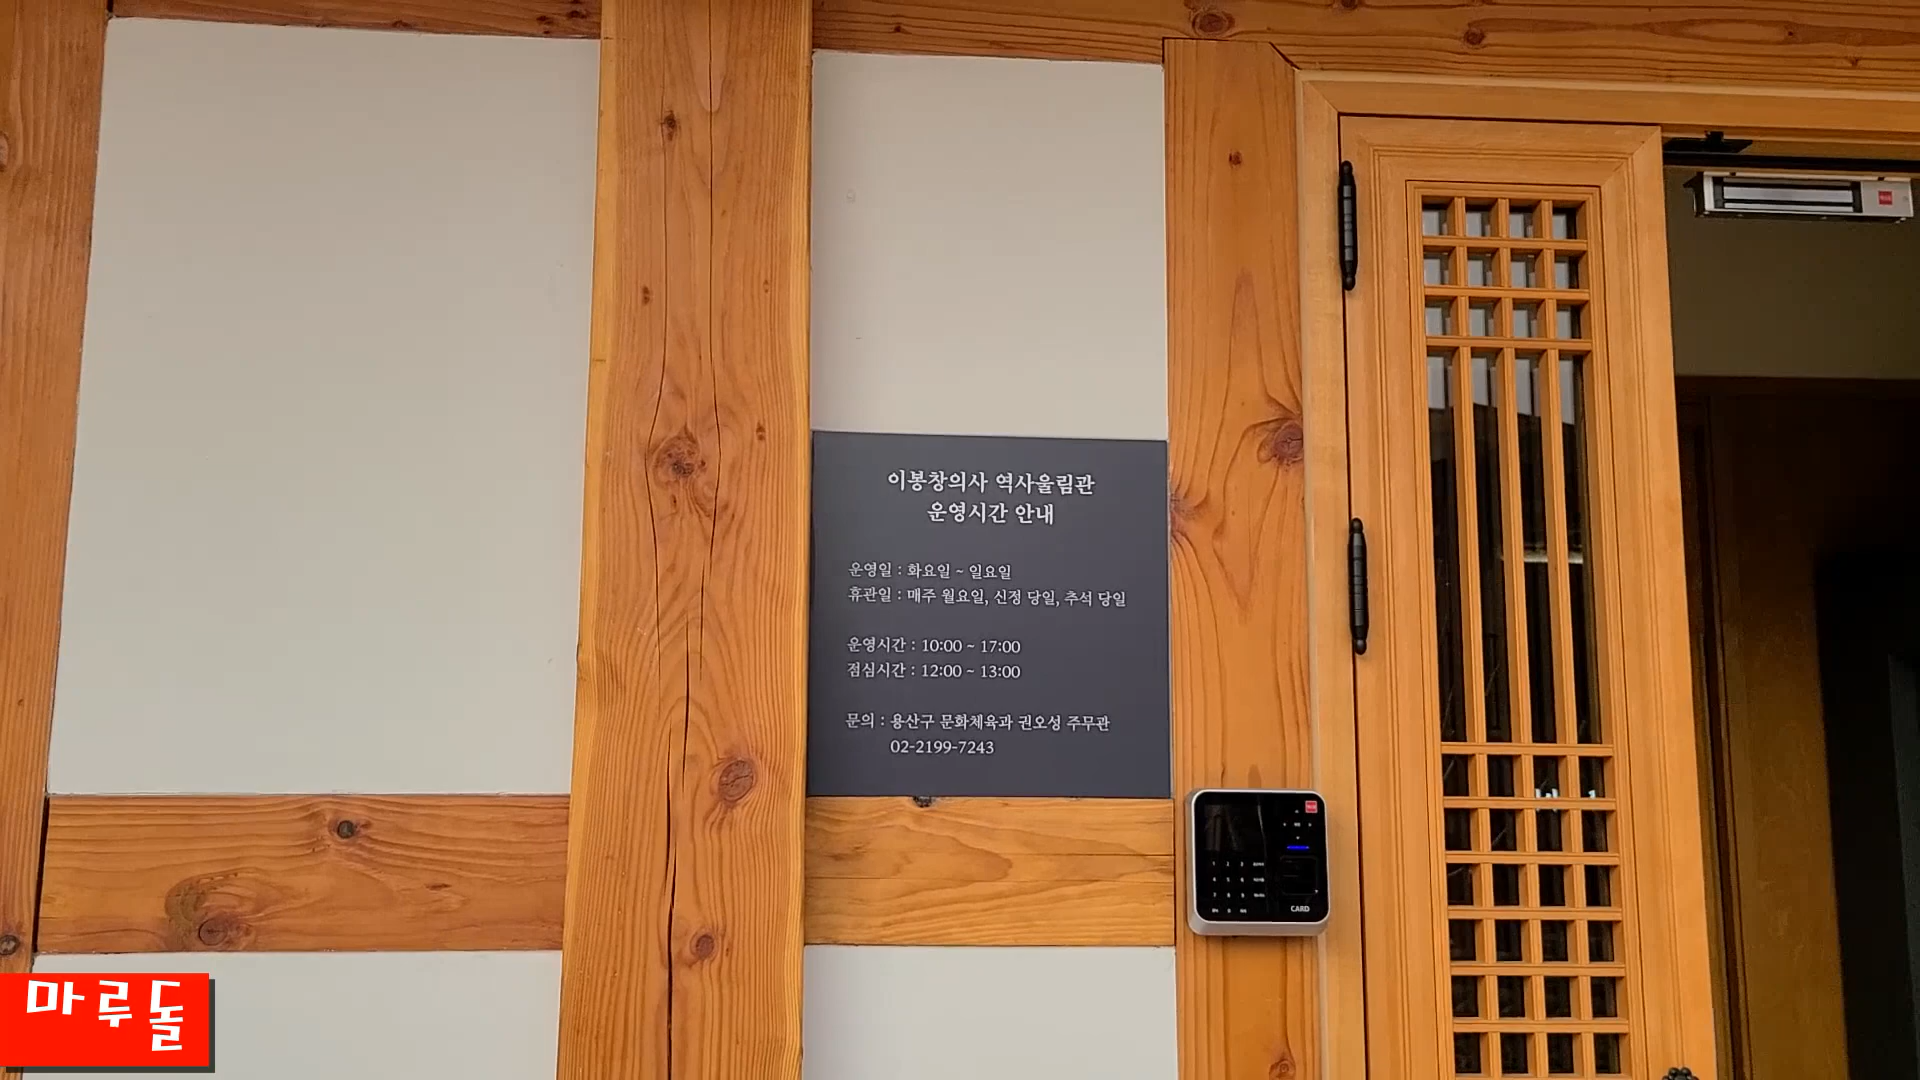 이봉창의사 역사울림관
운영시간 안내
운영일 : 화요일 ~ 일요일
휴관일 : 매주 월요일, 신정 당일, 추석 당일
운영시간 : 10:00 ~ 17:00
점심시간 : 12:00 ~ 13:00
문의 : 용산구 문화체육과 권오성 주무관
02-2199-7243
CARD
마루돌